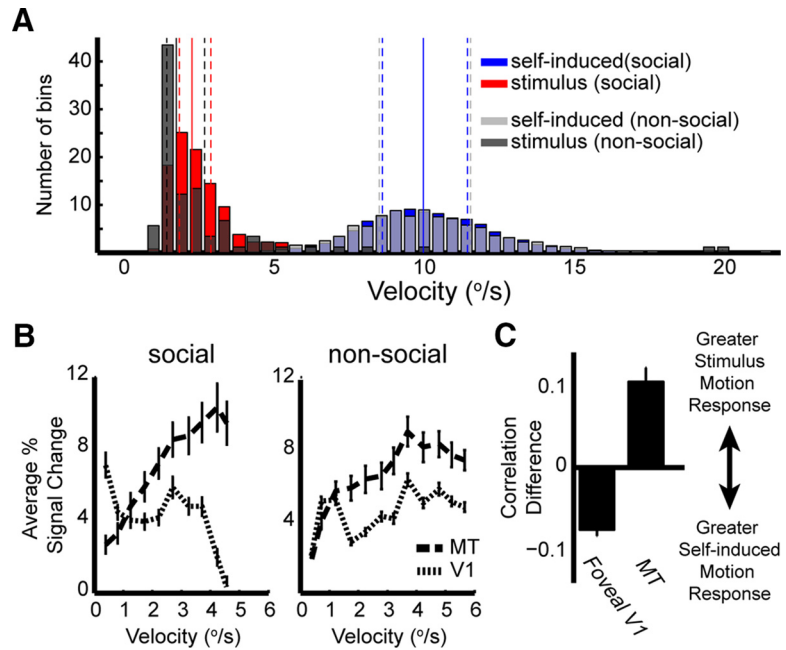 A
Number of bins
40
30
20
10
self-induced(social)
stimulus (social)
self-induced (non-social)
stimulus (non-social)
0 5 10 15 20
Velocity (°/s)
B
social
non-social
Average %
Signal Change
12
8
4
0
12
8
4
MT
V1
0 1 2 3 4 5 6
0 1 2 3 4 5 6
Velocity (°/s)
Velocity (°/s)
C
Correlation
Difference
0.1
0
−0.1
Foveal V1
MT
Greater
Stimulus
Motion
Response
Greater
Self-induced
Motion
Response